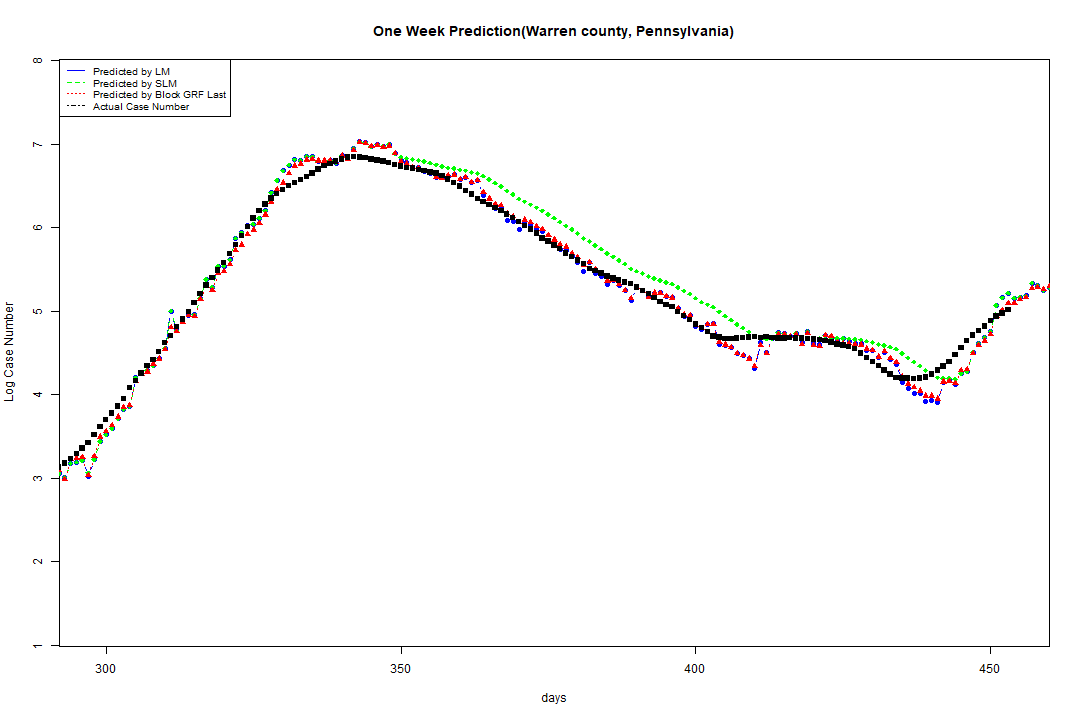 One Week Prediction(Warren county, Pennsylvania)
Predicted by LM
Predicted by SLM
Predicted by Block GRF Last
Actual Case Number
8
7
6
5
4
3
2
1
Log Case Number
300 350 400 450
days